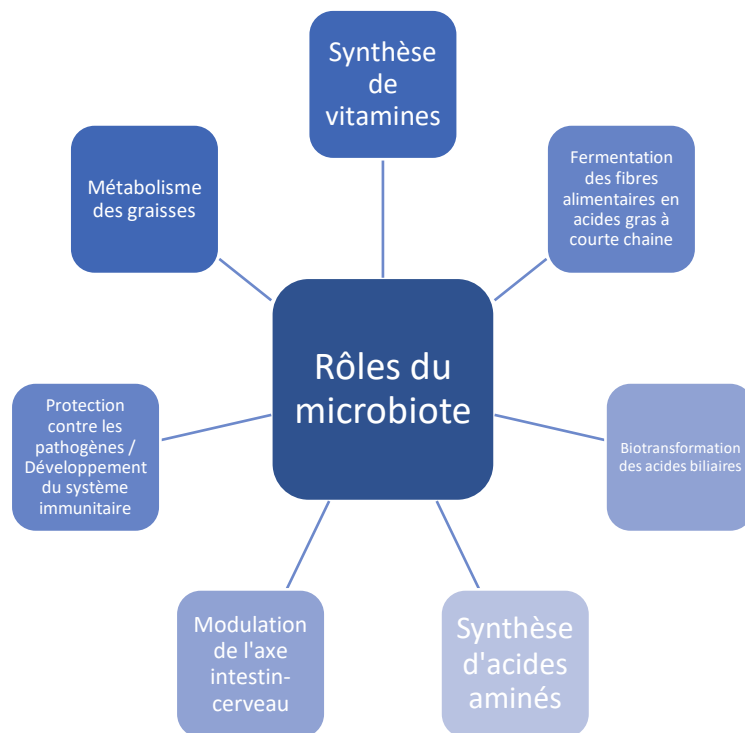 Synthèse
de
vitamines
Fermentation
des fibres
alimentaires en
acides gras à
courte chaine
Biotransformation
des acides biliaires
Synthèse
d'acides
aminés
Modulation
de l'axe
intestin-
cerveau
Protection
contre les
pathogènes /
Développement
du système
immunitaire
Métabolisme
des graisses
Rôles du
microbiote